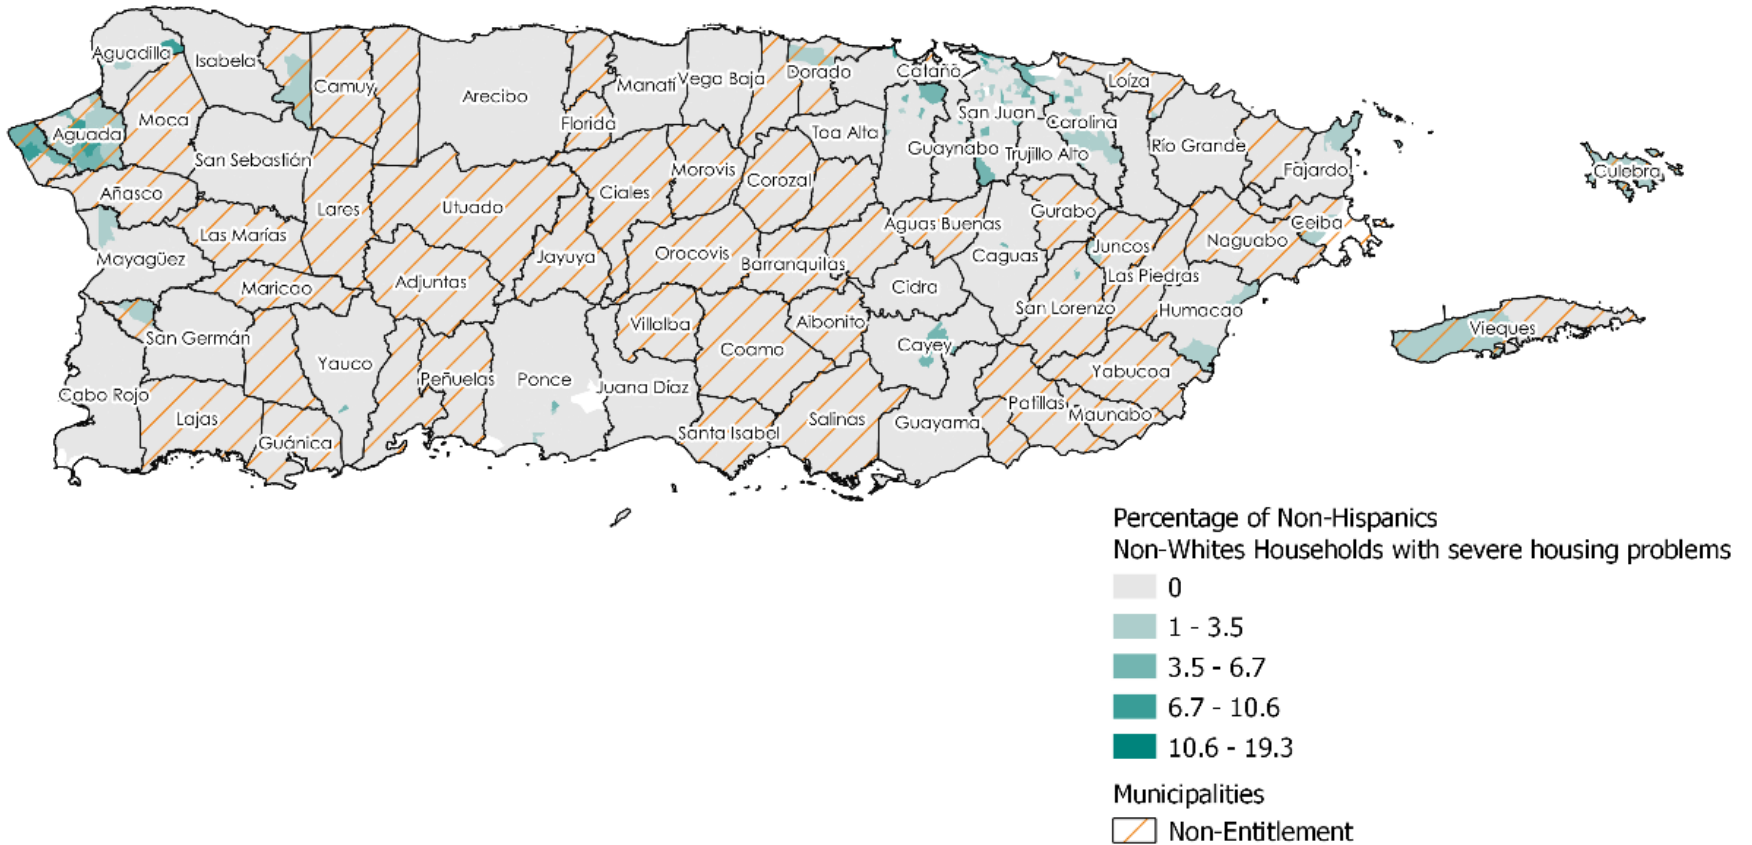 Aguadilla
Isabela
Camuy
Arecibo
Manatí
Vega Baja
Dorado
Cataño
Loíza
Aguada
Moca
Florida
Toa Alta
San Juan
Carolina
San Sebastián
Guaynabo
Trujillo Alto
Río Grande
Fajardo
Culebra
Añasco
Lares
Utuado
Ciales
Morovis
Corozal
Las Marías
Aguas Buenas
Gurabo
Ceiba
Mayagüez
Jayuya
Orocovis
Barranquilas
Caguas
Juncos
Naguabo
Maricao
Adjuntas
Cidra
Las Piedras
San Lorenzo
Humacao
San Germán
Villalba
Aibonito
Vieques
Yauco
Coamo
Cayey
Cabo Rojo
Peñuelas
Ponce
Juana Díaz
Yabucoa
Lajas
Guánica
Santa Isabel
Salinas
Guayama
Patillas
Maunabo
Percentage of Non-Hispanics
Non-Whites Households with severe housing problems
0
1 - 3.5
3.5 - 6.7
6.7 - 10.6
10.6 - 19.3
Municipalities
Non-Entitlement